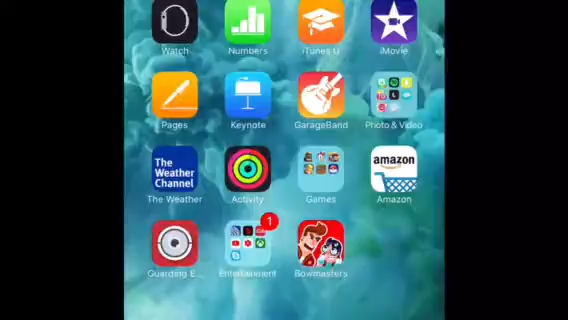 Watch
Numbers
iTunes U
iMovie
Pages
Keynote
GarageBand
Photo & Video
The
Weather
Channel
amazon
The Weather
Activity
Games
Amazon
1
Guarding E...
Entertainment
Bowmasters